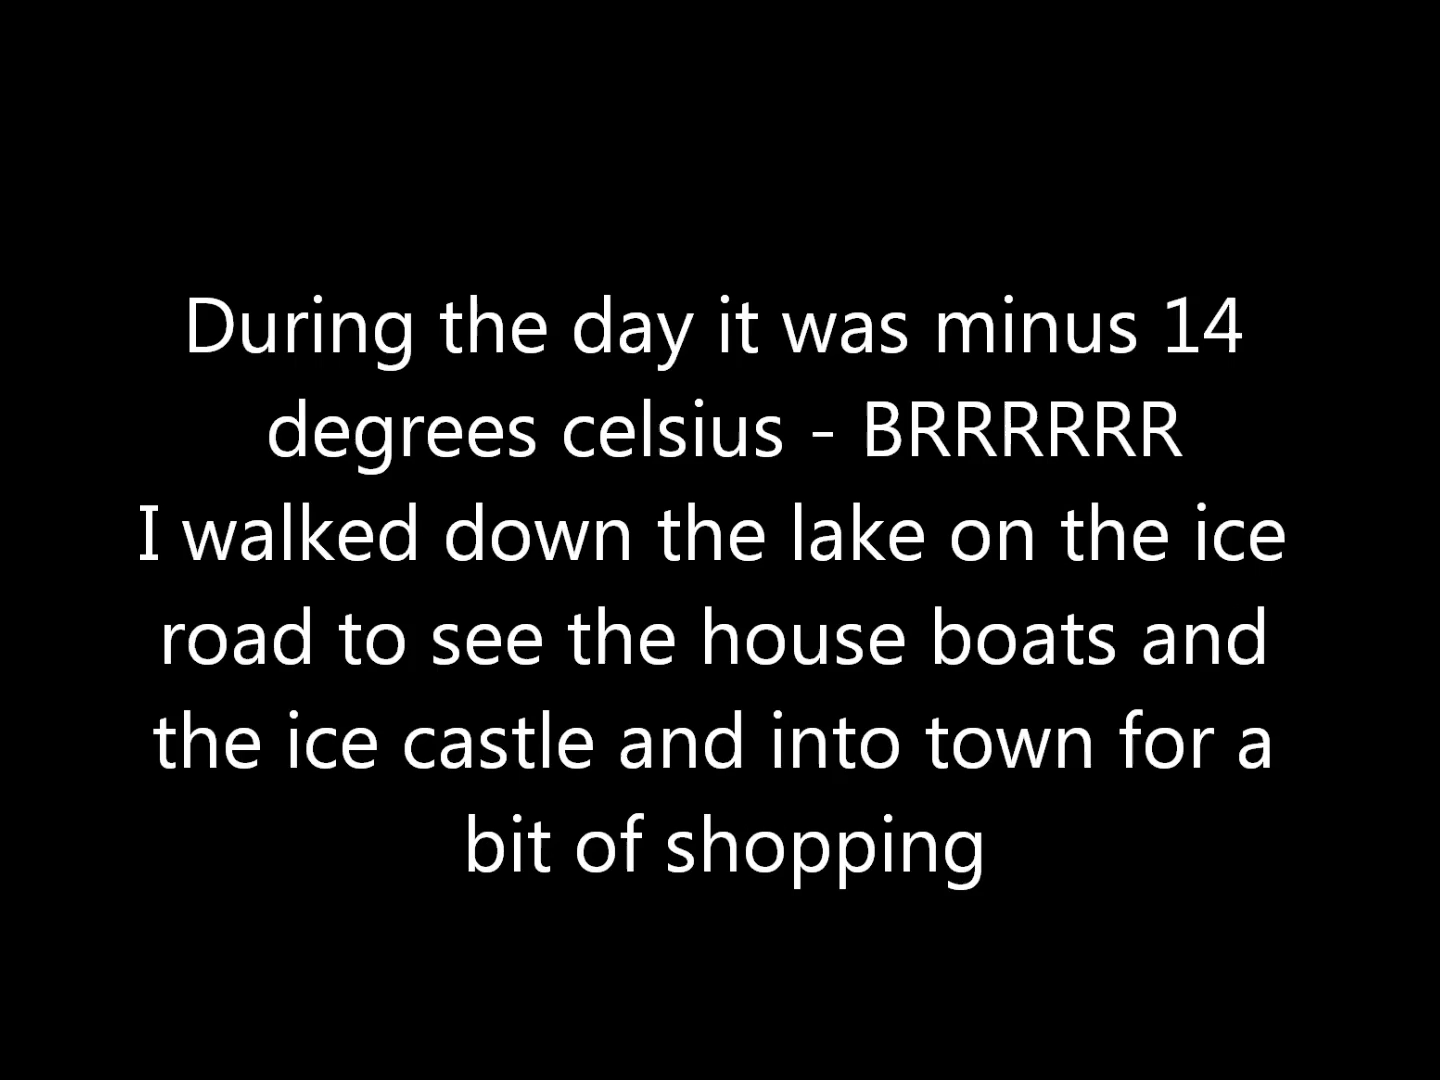 During the day it was minus 14
degrees celsius - BRRRRRR
I walked down the lake on the ice
road to see the house boats and
the ice castle and into town for a
bit of shopping